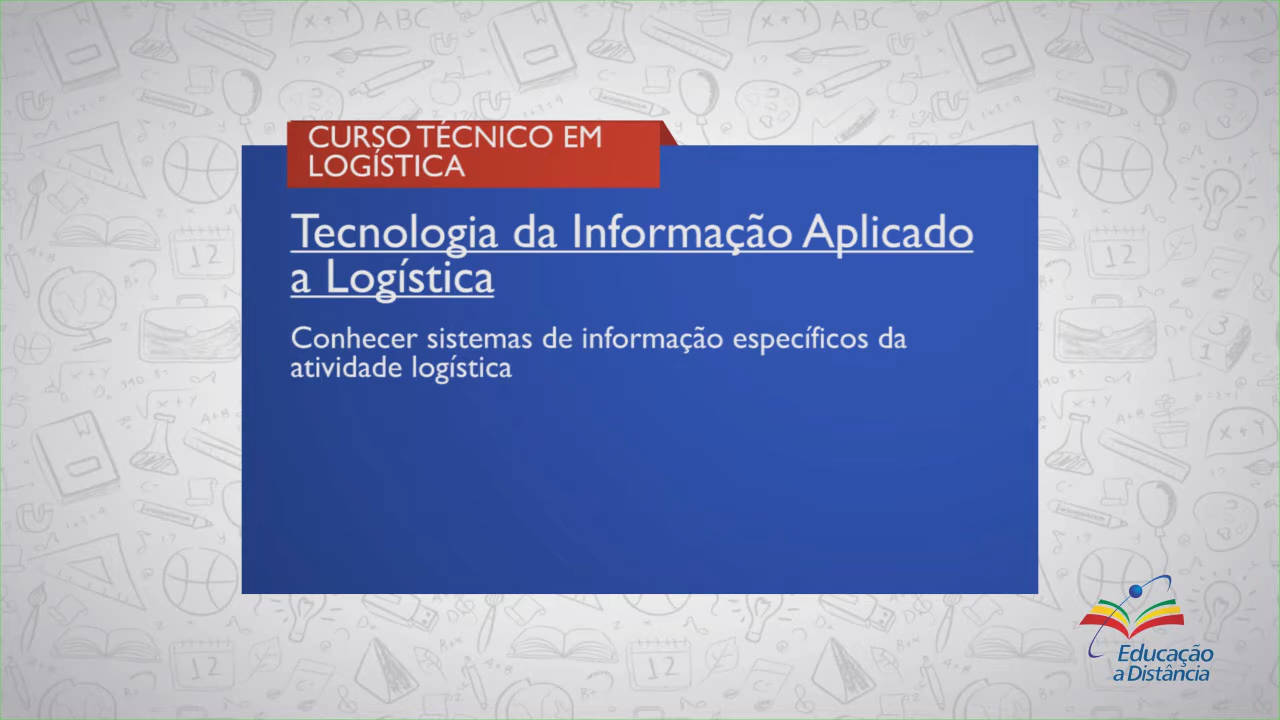 CURSO TÉCNICO EM
LOGÍSTICA
Tecnologia da Informação Aplicado
a Logística
Conhecer sistemas de informação específicos da
atividade logística
Educação
a Distância